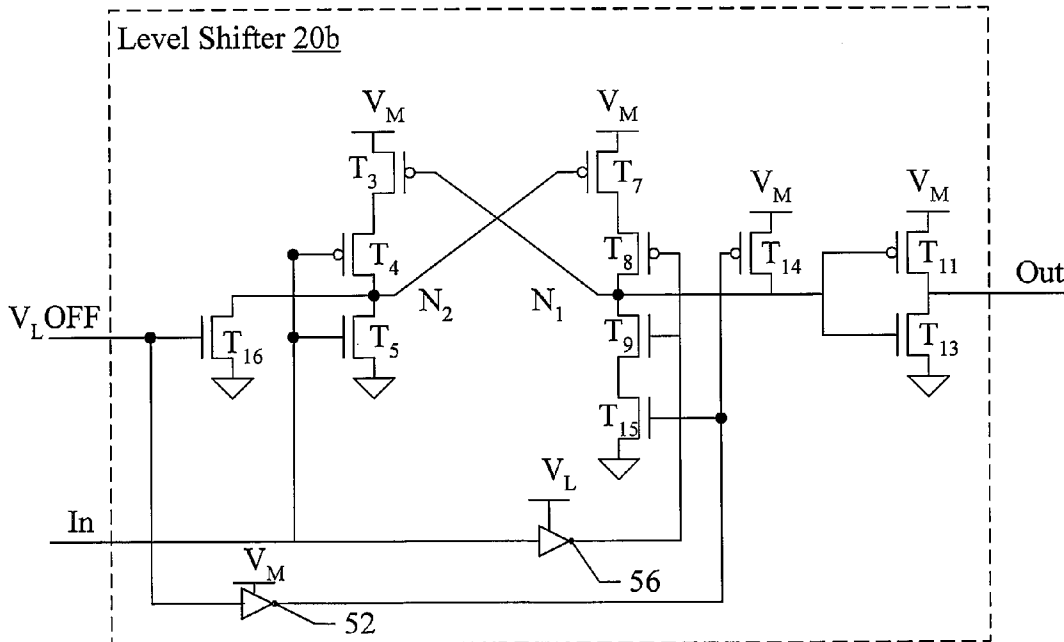 Level Shifter 20b
V_M
V_M
T_3
T_7
V_M
V_M
T_4
T_8
T_14
T_11
Out
N_2
N_1
V_L OFF
T_16
T_5
T_9
T_13
T_15
V_L
In
V_M
56
52